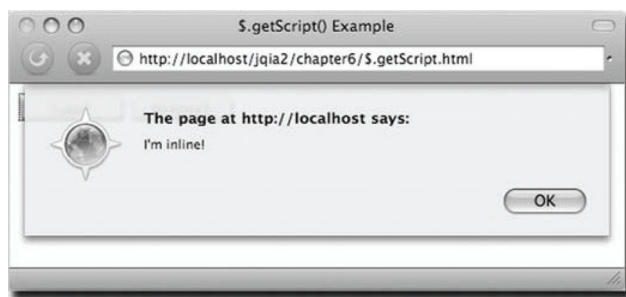 $.getScript() Example
http://localhost/jqia2/chapter6/$.getScript.html
The page at http://localhost says:
I'm inline!
OK